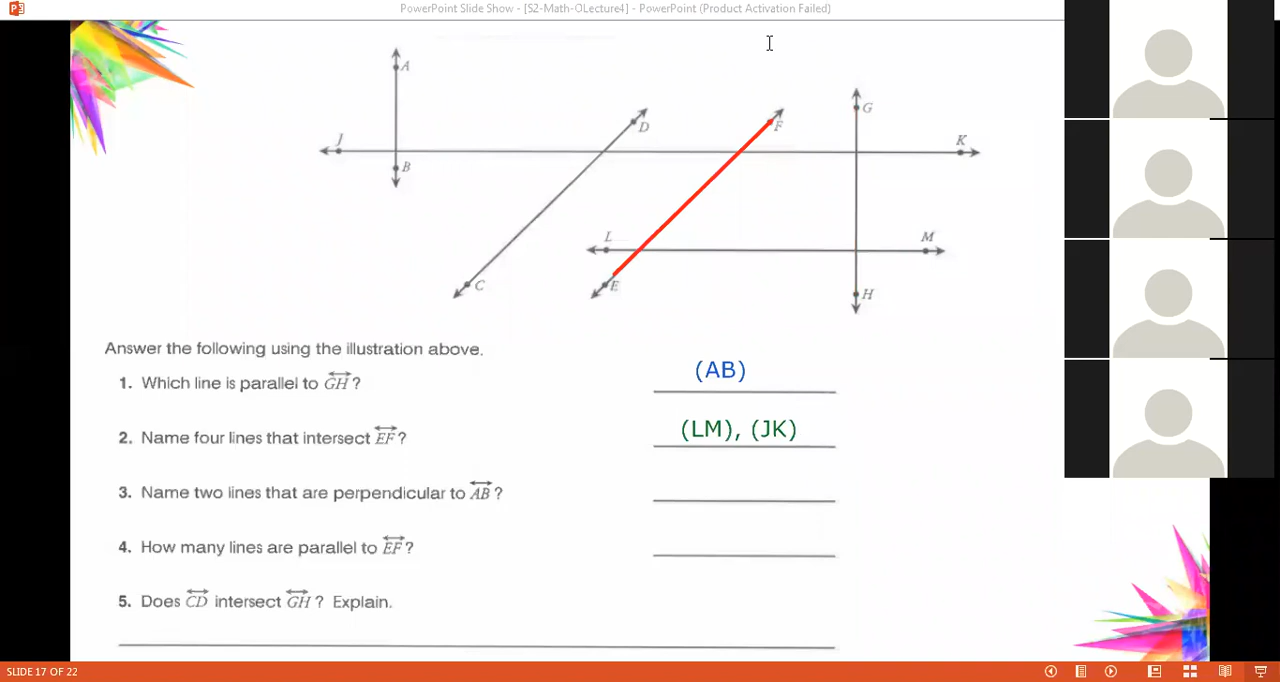 PowerPoint Slide Show - [S2-Math-OLecture4] - PowerPoint (Product Activation Failed)
A
D
F
G
J
K
B
L
M
C
E
H
Answer the following using the illustration above.
1. Which line is parallel to GH?
(AB)
2. Name four lines that intersect EF?
(LM), (JK)
3. Name two lines that are perpendicular to AB?
4. How many lines are parallel to EF?
5. Does CD intersect GH? Explain.
SLIDE 17 OF 22